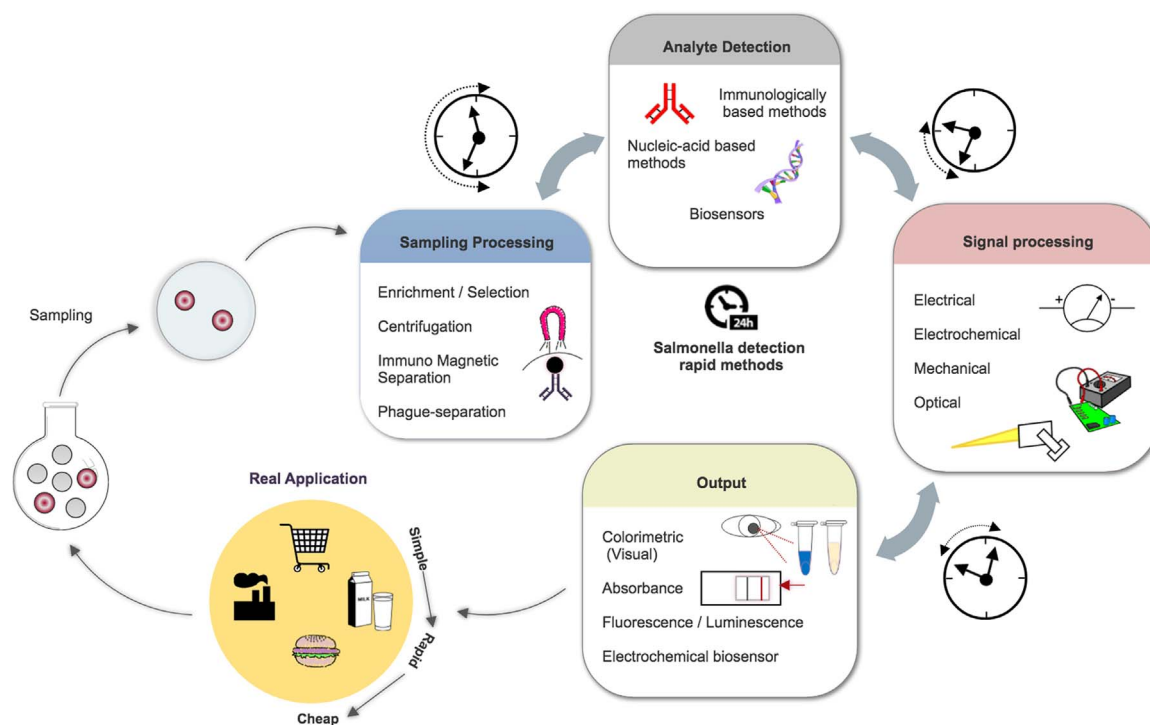 Analyte Detection
Immunologically
based methods
Nucleic-acid based
methods
Biosensors
Sampling Processing
Enrichment / Selection
Centrifugation
Immuno Magnetic
Separation
Phague-separation
Signal processing
Electrical
Electrochemical
Mechanical
Optical
+
-
24h
Salmonella detection
rapid methods
Sampling
Real Application
Simple
Rapid
Cheap
MILK
Output
Colorimetric
(Visual)
Absorbance
Fluorescence / Luminescence
Electrochemical biosensor